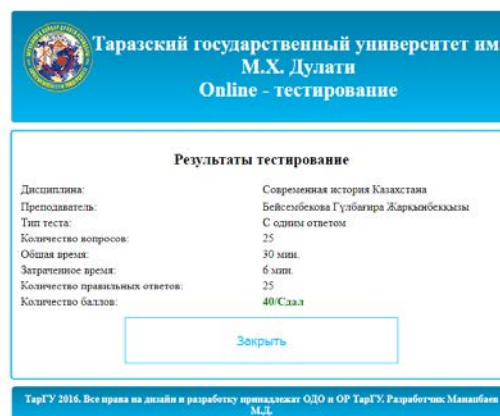 Таразский государственный университет им
М.Х. Дулати
Online - тестирование
Результаты тестирование
Дисциплина: Современная история Казахстана
Преподаватель: Бейсембекова Гүлбағира Жарқынбекқызы
Тип теста: С одним ответом
Количество вопросов: 25
Общая время: 30 мин.
Затраченное время: 6 мин.
Количество правильных ответов: 25
Количество баллов: 40/Сдал
Закрыть
ТарГУ 2016. Все права на дизайн и разработку принадлежат ОДО и ОР ТарГУ. Разработчик Манапбаев
М.Д.